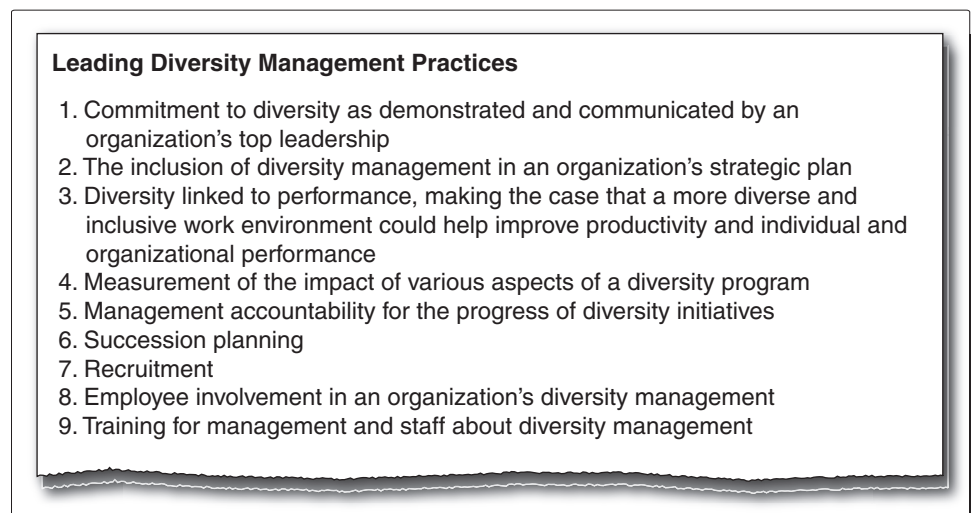 Leading Diversity Management Practices
1. Commitment to diversity as demonstrated and communicated by an
organization’s top leadership
2. The inclusion of diversity management in an organization’s strategic plan
3. Diversity linked to performance, making the case that a more diverse and
inclusive work environment could help improve productivity and individual and
organizational performance
4. Measurement of the impact of various aspects of a diversity program
5. Management accountability for the progress of diversity initiatives
6. Succession planning
7. Recruitment
8. Employee involvement in an organization’s diversity management
9. Training for management and staff about diversity management